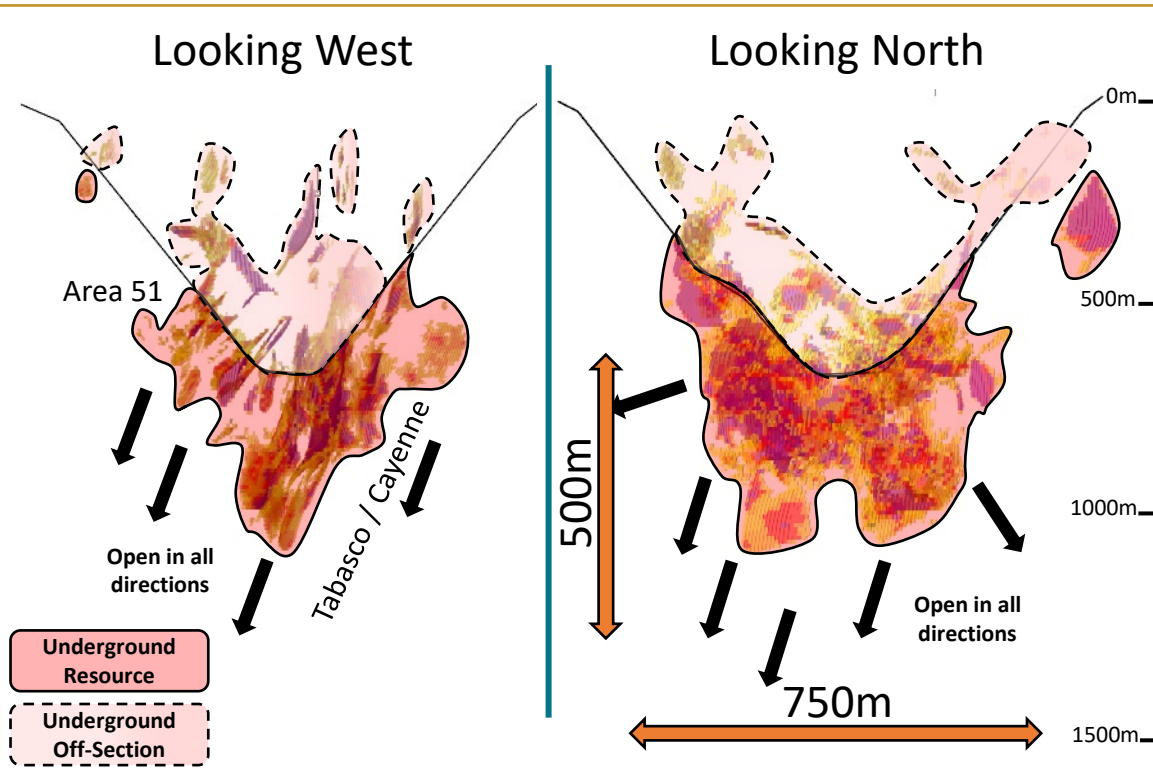 Looking West
Looking North
0m
500m
1000m
1500m
Area 51
Tabasco / Cayenne
Open in all
directions
500m
Open in all
directions
750m
Underground
Resource
Underground
Off-Section